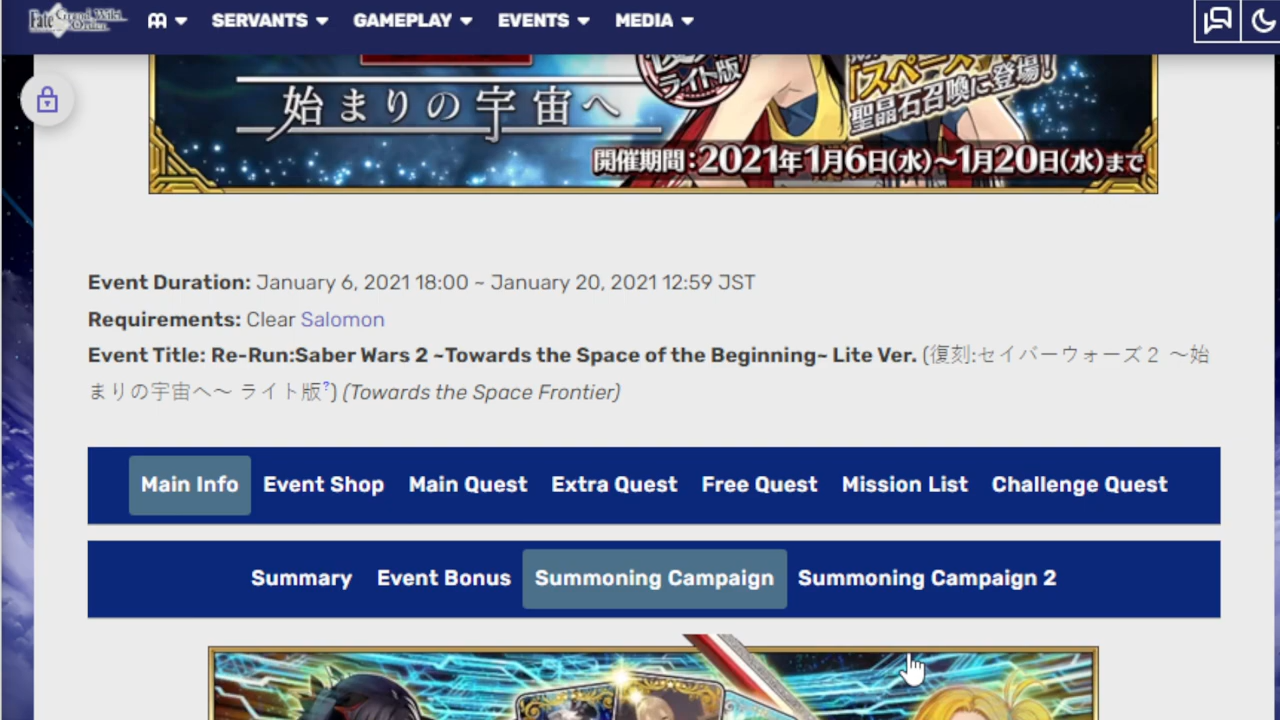 Fate Grand Order Wiki
SERVANTS GAMEPLAY EVENTS MEDIA
ライト版
「スペース
聖晶石召喚に登場!
始まりの宇宙へ
開催期間:2021年1月6日(水)~1月20日(水)まで
Event Duration: January 6, 2021 18:00 ~ January 20, 2021 12:59 JST
Requirements: Clear Salomon
Event Title: Re-Run:Saber Wars 2 ~Towards the Space of the Beginning~ Lite Ver. (復刻:セイバーウォーズ2 ～始
まりの宇宙へ～ ライト版?) (Towards the Space Frontier)
Main Info Event Shop Main Quest Extra Quest Free Quest Mission List Challenge Quest
Summary Event Bonus Summoning Campaign Summoning Campaign 2